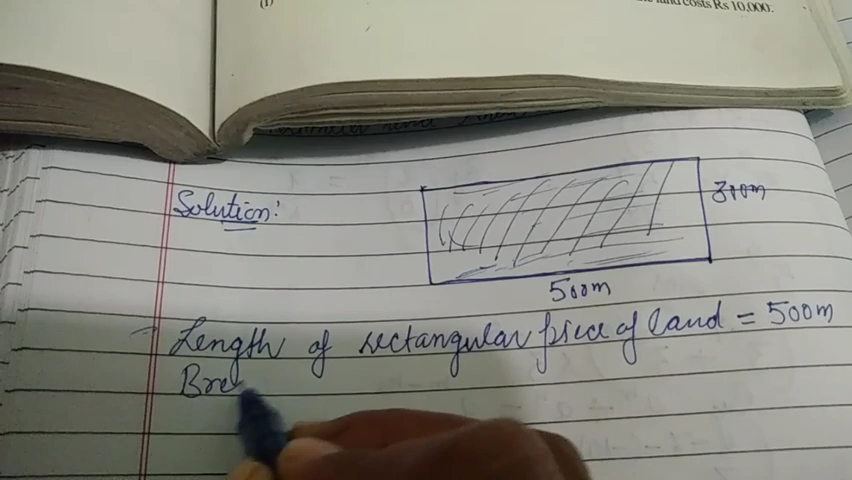 (i)
land costs Rs 10,000.
Solution:
300m
500m
Length of rectangular piece of land = 500m
Bre